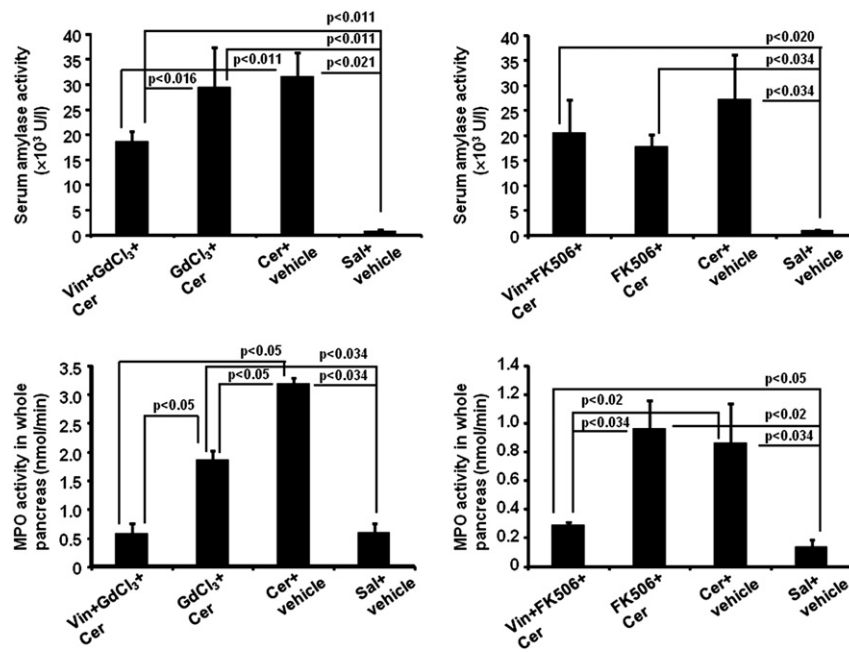 p<0.011
p<0.011
p<0.011
p<0.016
p<0.021
40
35
30
25
20
15
10
5
0
Serum amylase activity
(×10³ U/l)
Vin+GdCl₃+
Cer
GdCl₃+
Cer
Cer+
vehicle
Sal+
vehicle
p<0.020
p<0.034
p<0.034
40
35
30
25
20
15
10
5
0
Serum amylase activity
(×10³ U/l)
Vin+FK506+
Cer
FK506+
Cer
Cer+
vehicle
Sal+
vehicle
p<0.05
p<0.034
p<0.05
p<0.034
p<0.05
3.5
3.0
2.5
2.0
1.5
1.0
0.5
0
MPO activity in whole
pancreas (nmol/min)
Vin+GdCl₃+
Cer
GdCl₃+
Cer
Cer+
vehicle
Sal+
vehicle
p<0.05
p<0.02
p<0.034
p<0.02
p<0.034
1.4
1.2
1.0
0.8
0.6
0.4
0.2
0
MPO activity in whole
pancreas (nmol/min)
Vin+FK506+
Cer
FK506+
Cer
Cer+
vehicle
Sal+
vehicle